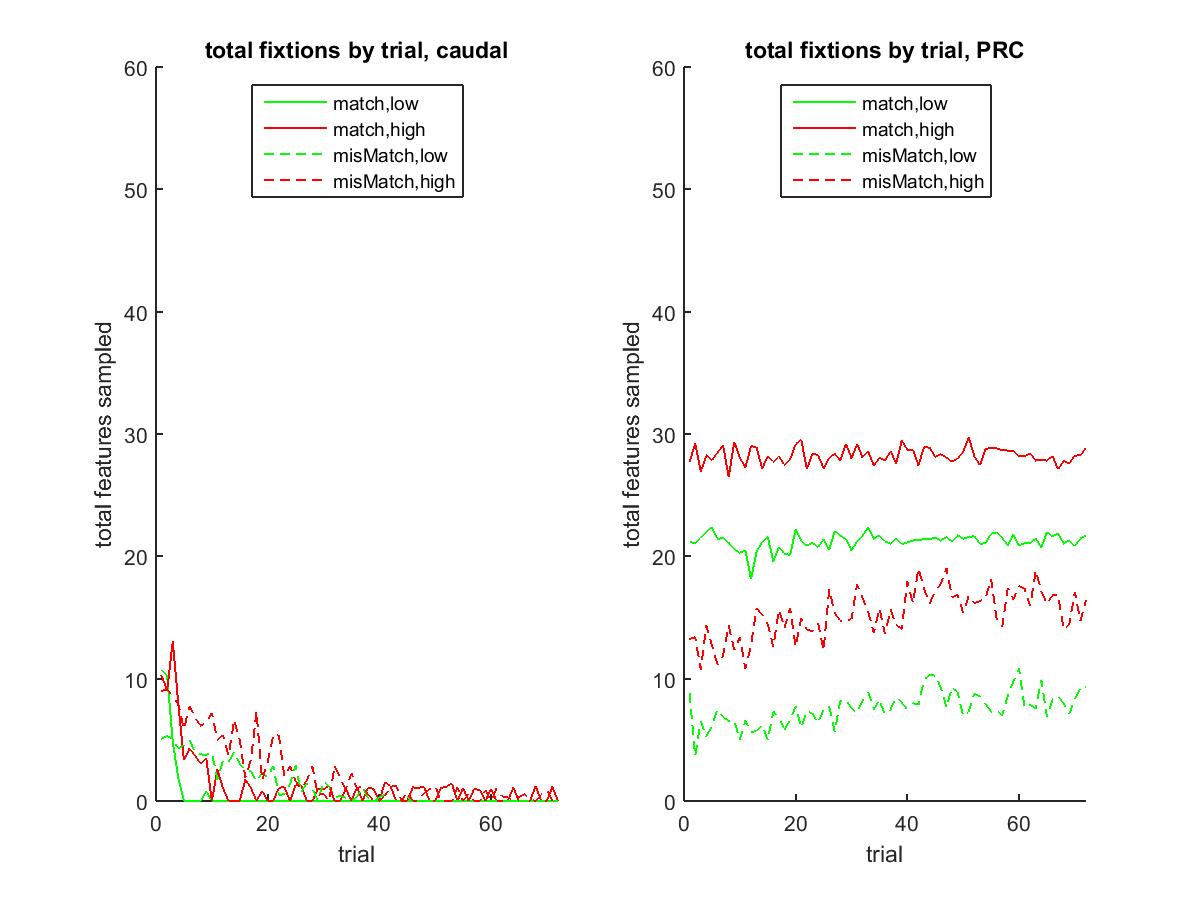 total fixtions by trial, caudal
match,low
match,high
misMatch,low
misMatch,high
60
50
40
30
20
10
0
total features sampled
0 20 40 60
trial
total fixtions by trial, PRC
match,low
match,high
misMatch,low
misMatch,high
60
50
40
30
20
10
0
total features sampled
0 20 40 60
trial